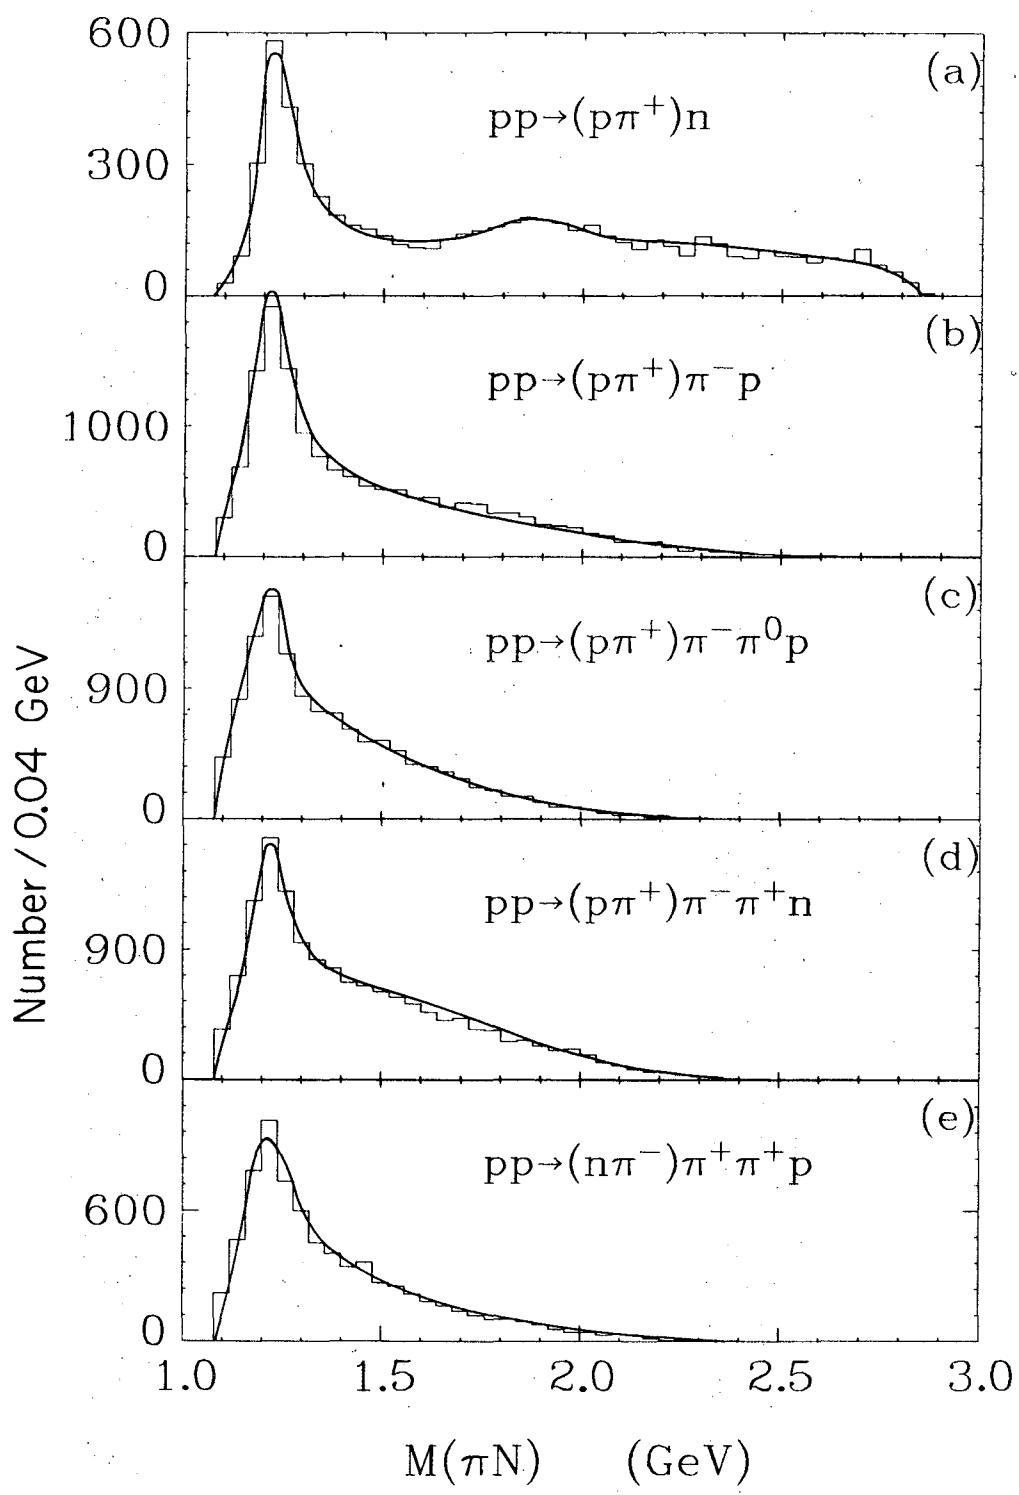 600
(a)
pp→(pπ⁺)n
300
0
(b)
pp→(pπ⁺)π⁻p
1000
0
(c)
pp→(pπ⁺)π⁻π⁰p
900
0
(d)
pp→(pπ⁺)π⁻π⁺n
900
0
(e)
pp→(nπ⁻)π⁺π⁺p
600
0
Number / 0.04 GeV
1.0 1.5 2.0 2.5 3.0
M(πN) (GeV)